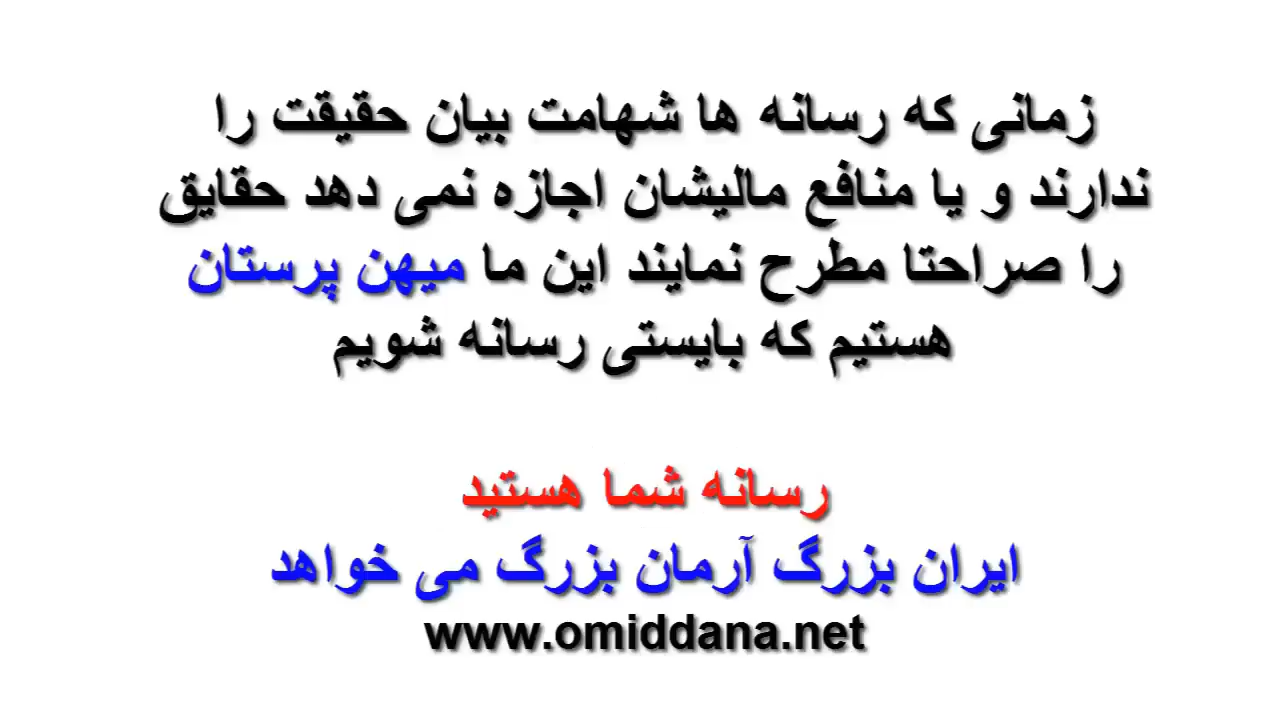 زمانی که رسانه ها شهامت بیان حقیقت را
ندارند و یا منافع مالیشان اجازه نمی دهد حقایق
را صراحتا مطرح نمایند این ما میهن پرستان
هستیم که بایستی رسانه شویم
رسانه شما هستید
ایران بزرگ آرمان بزرگ می خواهد
www.omiddana.net